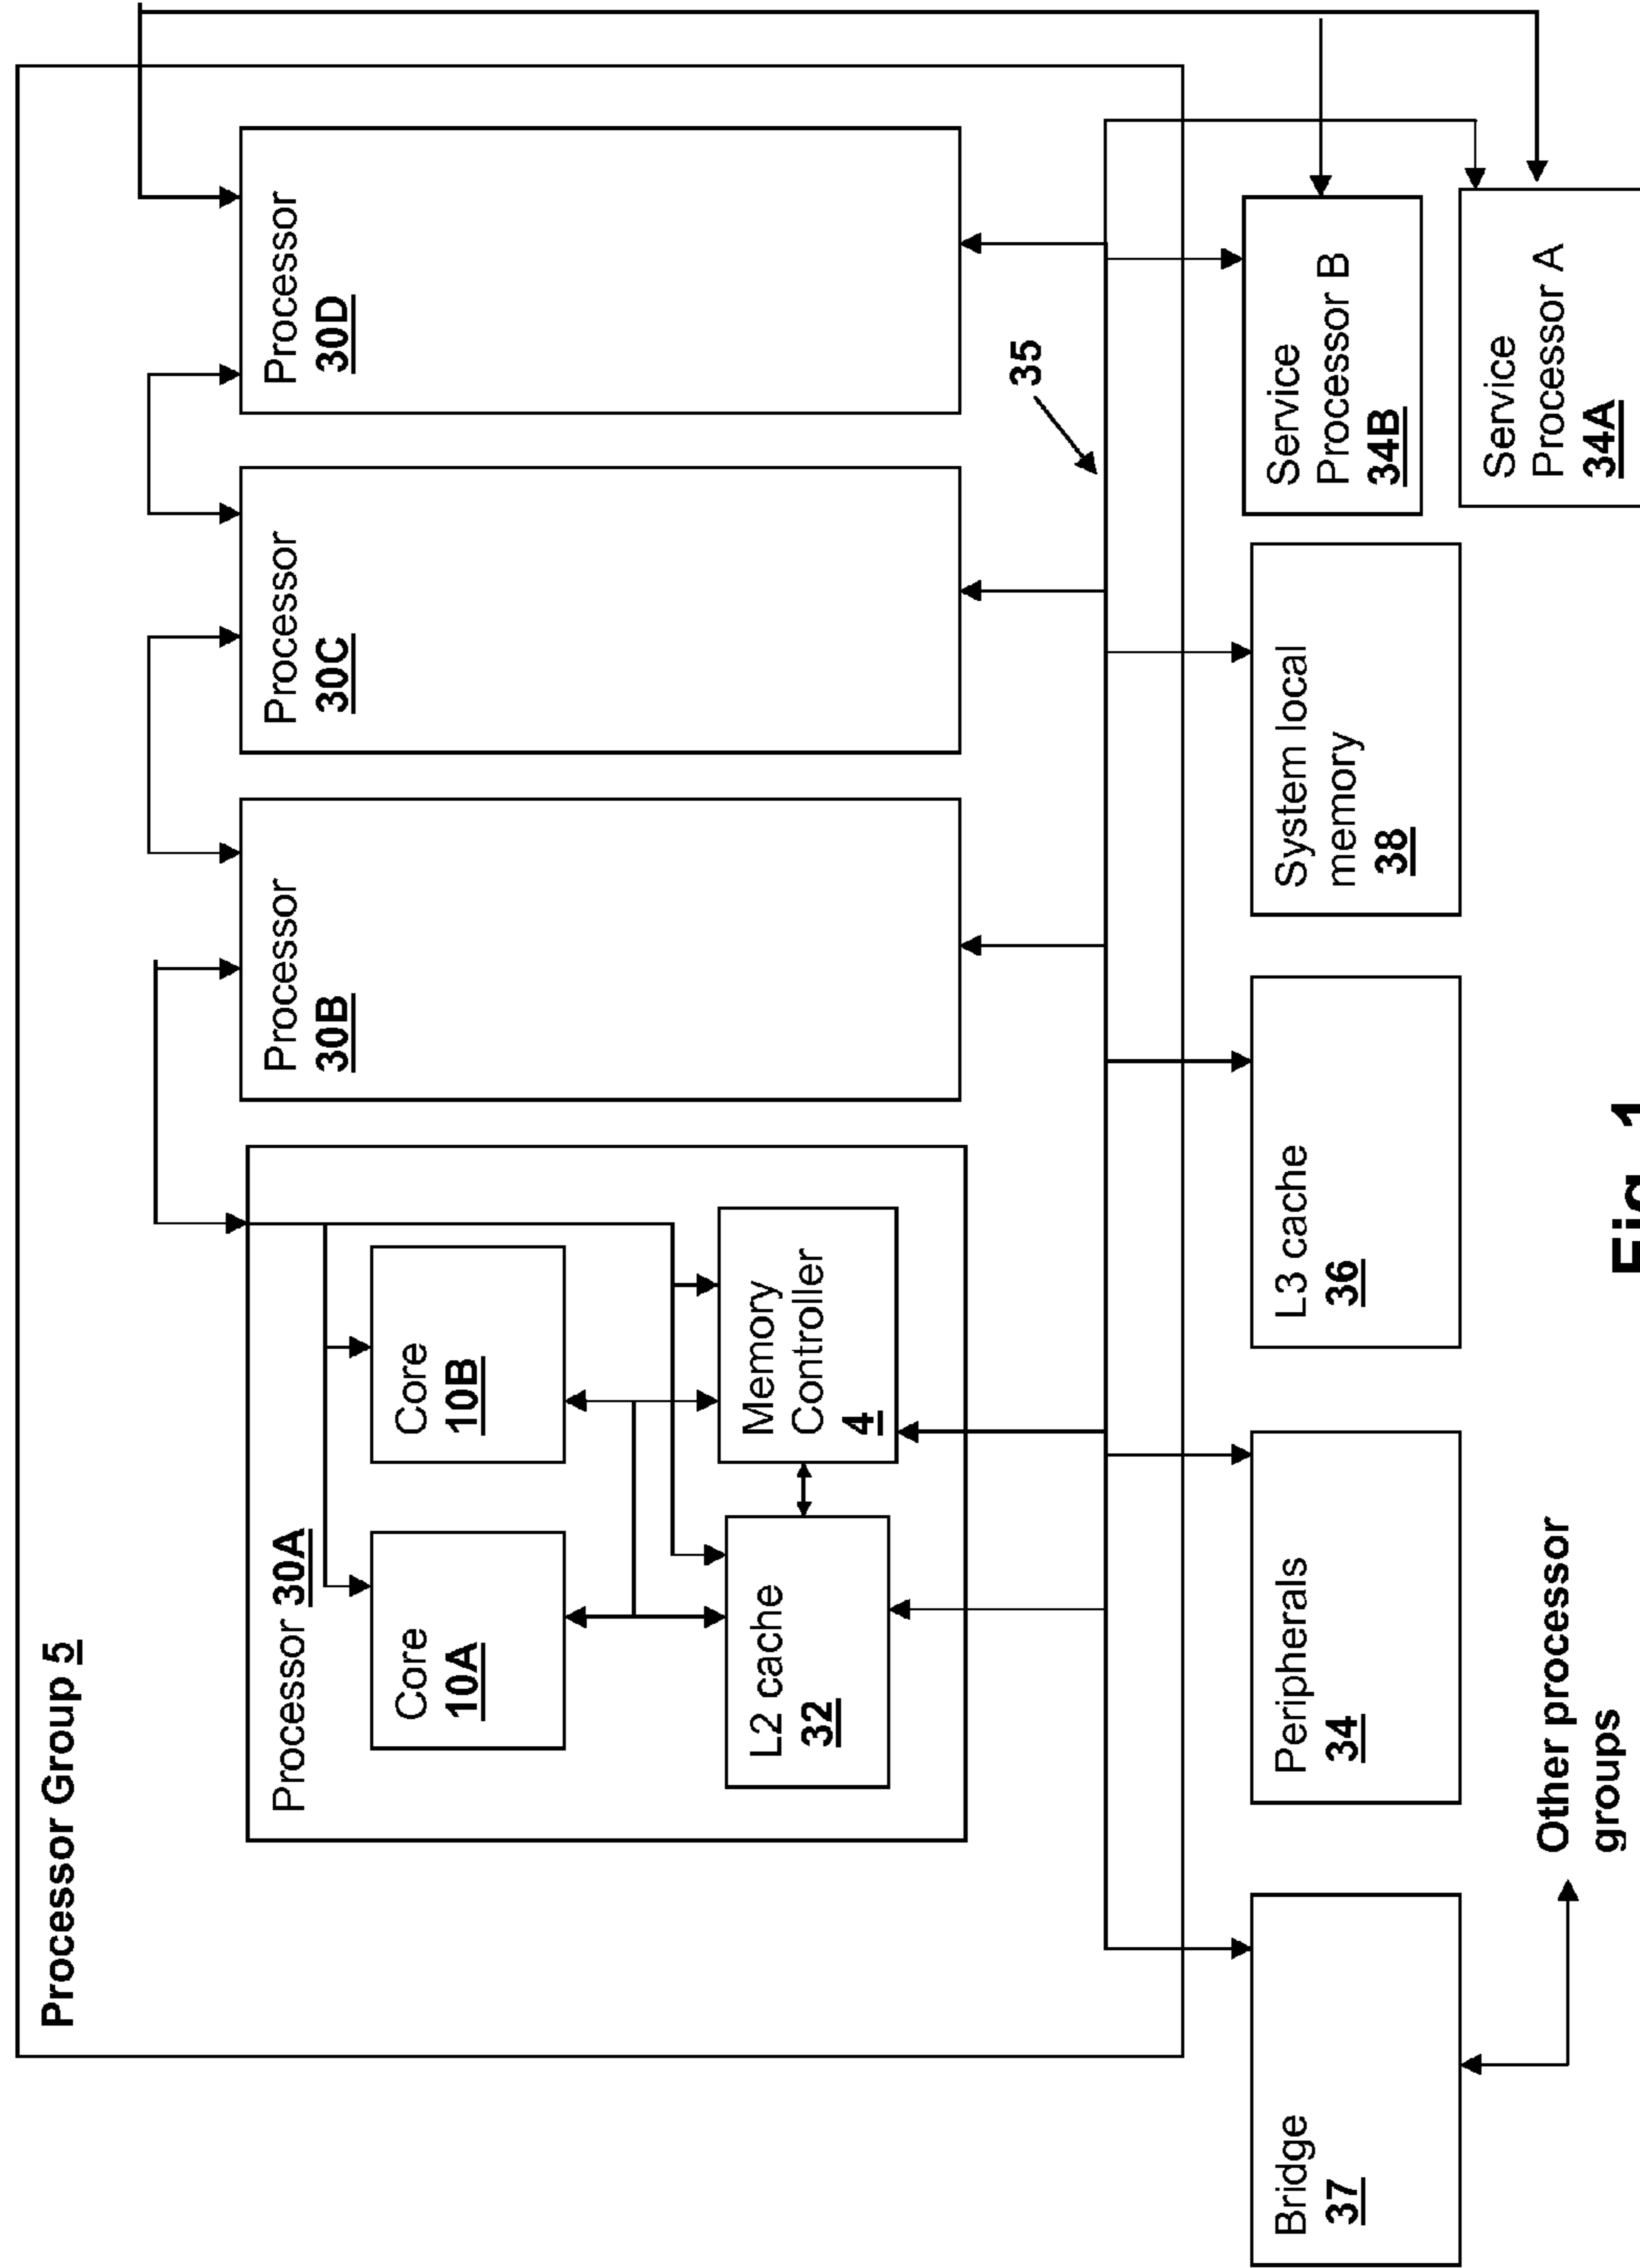 Processor Group 5
Processor 30A
Core
10A
Core
10B
L2 cache
32
Memory
Controller
4
Processor
30B
Processor
30C
Processor
30D
35
Bridge
37
Peripherals
34
L3 cache
36
System local
memory
38
Service
Processor B
34B
Service
Processor A
34A
Other processor
groups
Fig. 1